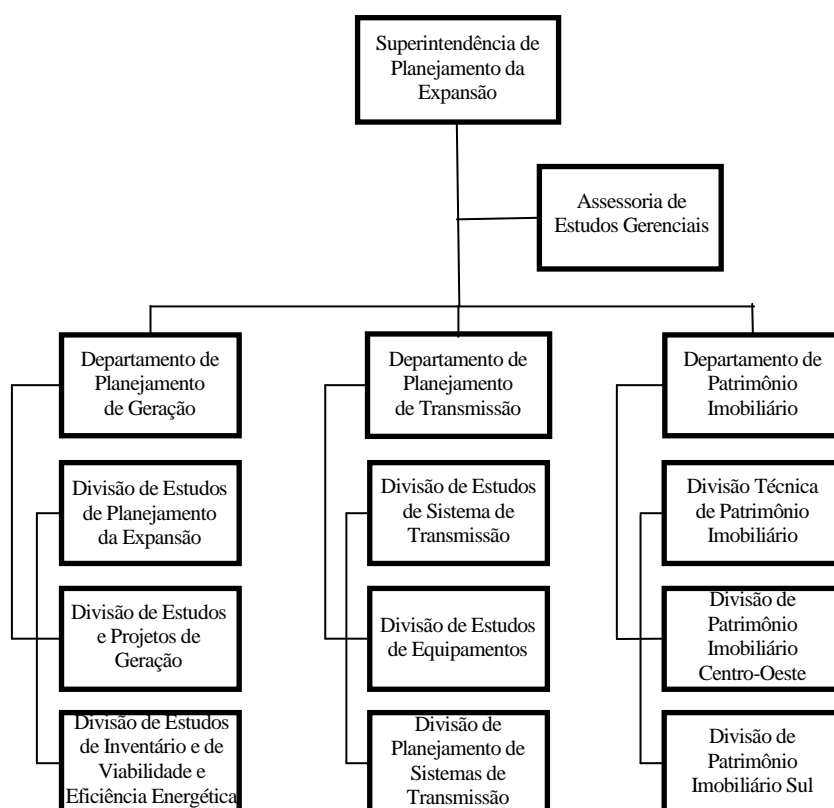 Superintendência de
Planejamento da
Expansão
Assessoria de
Estudos Gerenciais
Departamento de
Planejamento
de Geração
Departamento de
Planejamento
de Transmissão
Departamento de
Patrimônio
Imobiliário
Divisão de Estudos
de Planejamento
da Expansão
Divisão de Estudos
de Sistema de
Transmissão
Divisão Técnica
de Patrimônio
Imobiliário
Divisão de Estudos
e Projetos de
Geração
Divisão de Estudos
de Equipamentos
Divisão de
Patrimônio
Imobiliário
Centro-Oeste
Divisão de Estudos
de Inventário e de
Viabilidade e
Eficiência Energética
Divisão de
Planejamento de
Sistemas de
Transmissão
Divisão de
Patrimônio
Imobiliário Sul